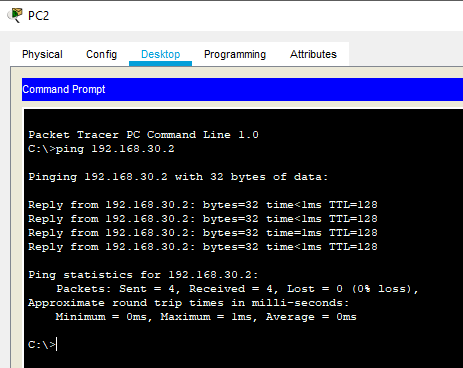 PC2
Physical Config Desktop Programming Attributes
Command Prompt
Packet Tracer PC Command Line 1.0
C:\>ping 192.168.30.2
Pinging 192.168.30.2 with 32 bytes of data:
Reply from 192.168.30.2: bytes=32 time<1ms TTL=128
Reply from 192.168.30.2: bytes=32 time<1ms TTL=128
Reply from 192.168.30.2: bytes=32 time=1ms TTL=128
Reply from 192.168.30.2: bytes=32 time<1ms TTL=128
Ping statistics for 192.168.30.2:
Packets: Sent = 4, Received = 4, Lost = 0 (0% loss),
Approximate round trip times in milli-seconds:
Minimum = 0ms, Maximum = 1ms, Average = 0ms
C:\>